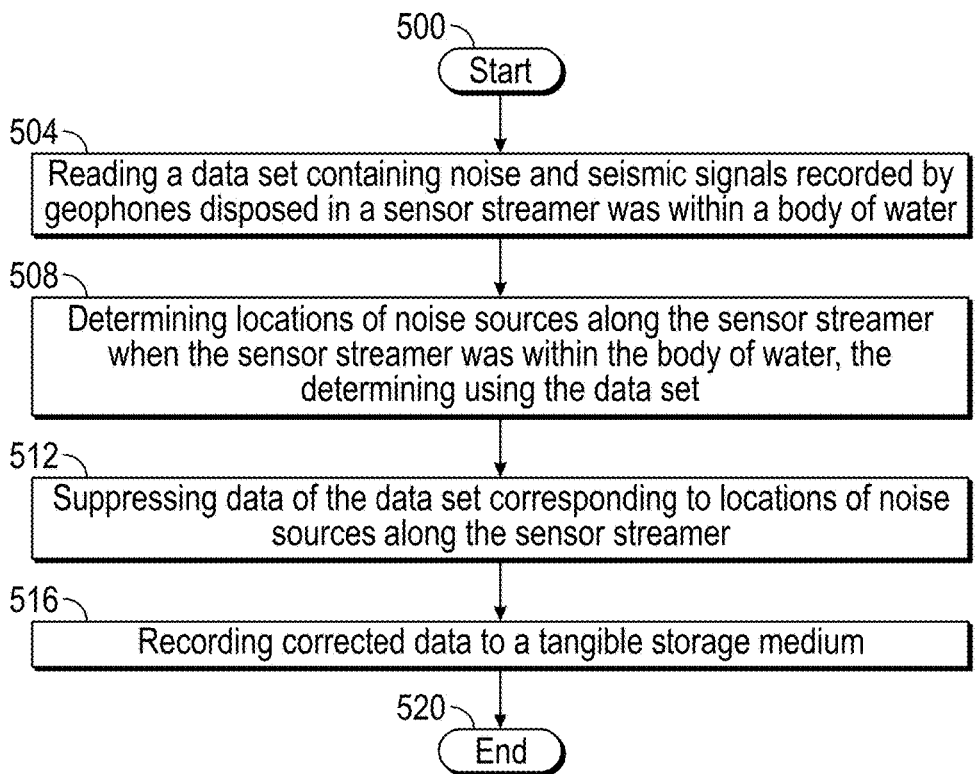 500
Start
504
Reading a data set containing noise and seismic signals recorded by
geophones disposed in a sensor streamer was within a body of water
508
Determining locations of noise sources along the sensor streamer
when the sensor streamer was within the body of water, the
determining using the data set
512
Suppressing data of the data set corresponding to locations of noise
sources along the sensor streamer
516
Recording corrected data to a tangible storage medium
520
End